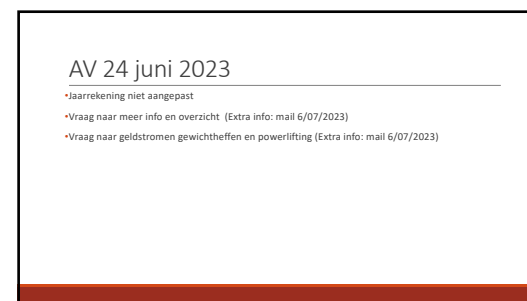 AV 24 juni 2023
•Jaarrekening niet aangepast
•Vraag naar meer info en overzicht (Extra info: mail 6/07/2023)
•Vraag naar geldstromen gewichtheffen en powerlifting (Extra info: mail 6/07/2023)